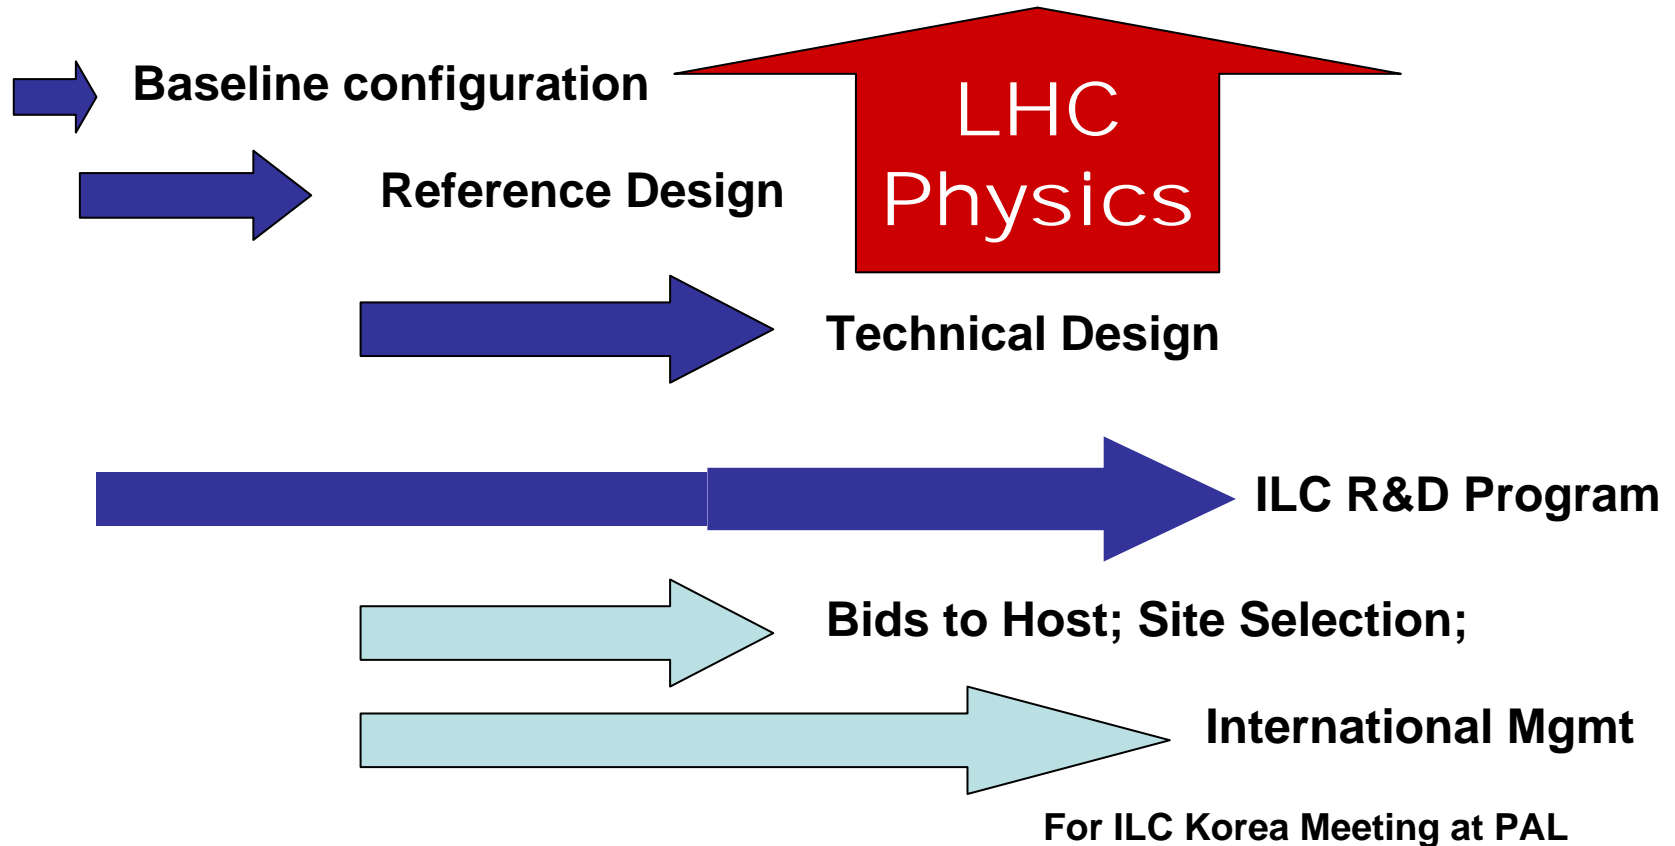 Baseline configuration
LHC
Physics
Reference Design
Technical Design
ILC R&D Program
Bids to Host; Site Selection;
International Mgmt
For ILC Korea Meeting at PAL